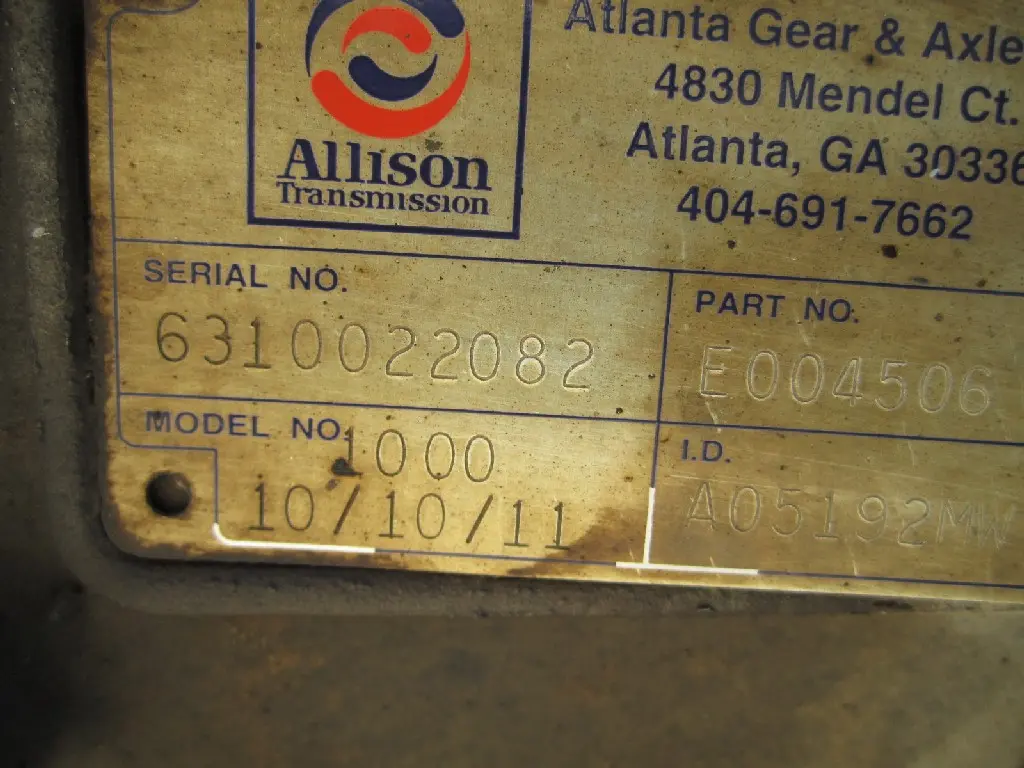 Atlanta Gear & Axle
4830 Mendel Ct.
Atlanta, GA 30336
404-691-7662
Allison
Transmission
SERIAL NO.
6310022082
PART NO.
E004506
MODEL NO.
1000
10/10/11
I.D.
A05192MW